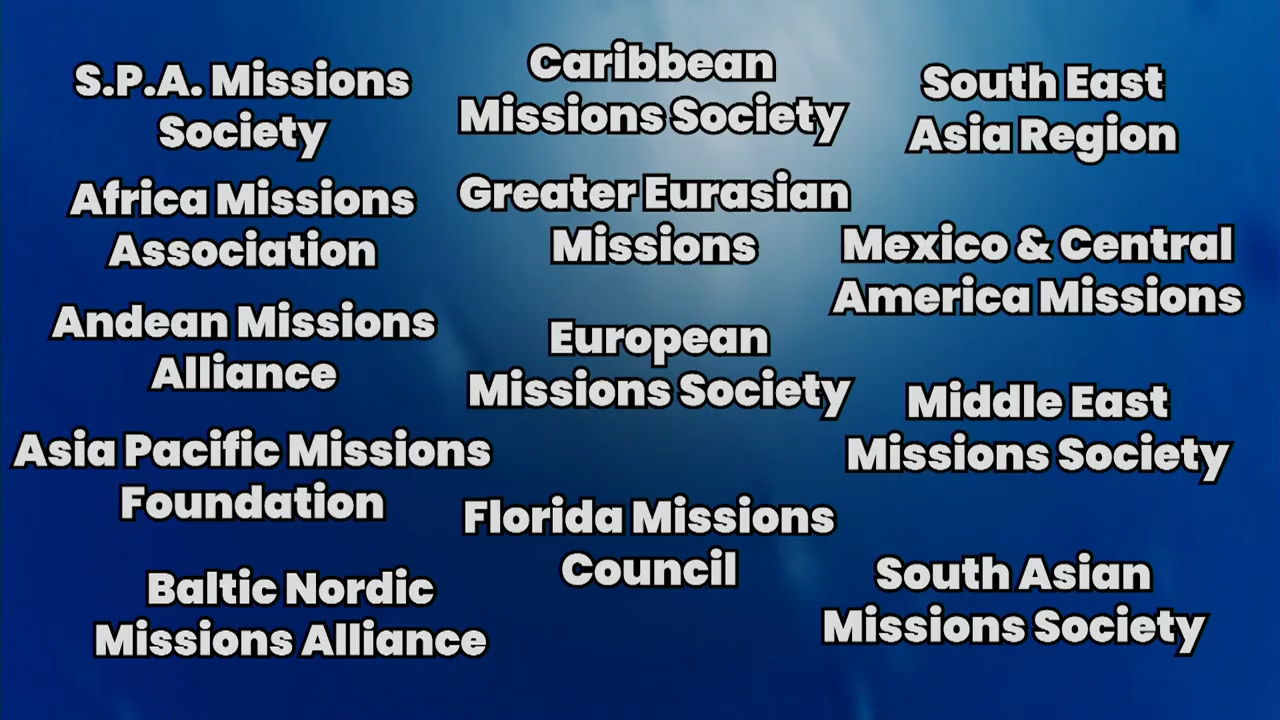 S.P.A. Missions
Society
Africa Missions
Association
Andean Missions
Alliance
Asia Pacific Missions
Foundation
Baltic Nordic
Missions Alliance
Caribbean
Missions Society
Greater Eurasian
Missions
European
Missions Society
Florida Missions
Council
South East
Asia Region
Mexico & Central
America Missions
Middle East
Missions Society
South Asian
Missions Society